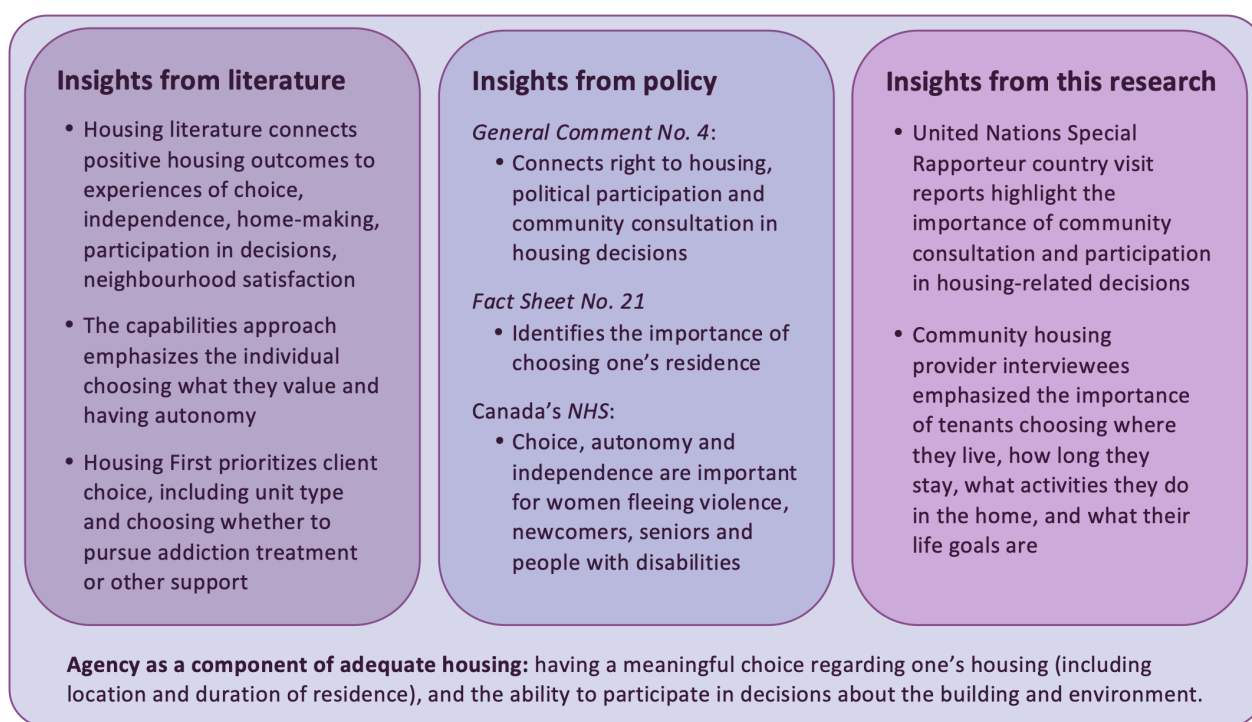 Insights from literature
• Housing literature connects
positive housing outcomes to
experiences of choice,
independence, home-making,
participation in decisions,
neighbourhood satisfaction
• The capabilities approach
emphasizes the individual
choosing what they value and
having autonomy
• Housing First prioritizes client
choice, including unit type
and choosing whether to
pursue addiction treatment
or other support
Insights from policy
General Comment No. 4:
• Connects right to housing,
political participation and
community consultation in
housing decisions
Fact Sheet No. 21
• Identifies the importance of
choosing one’s residence
Canada’s NHS:
• Choice, autonomy and
independence are important
for women fleeing violence,
newcomers, seniors and
people with disabilities
Insights from this research
• United Nations Special
Rapporteur country visit
reports highlight the
importance of community
consultation and participation
in housing-related decisions
• Community housing
provider interviewees
emphasized the importance
of tenants choosing where
they live, how long they
stay, what activities they do
in the home, and what their
life goals are
Agency as a component of adequate housing: having a meaningful choice regarding one’s housing (including
location and duration of residence), and the ability to participate in decisions about the building and environment.